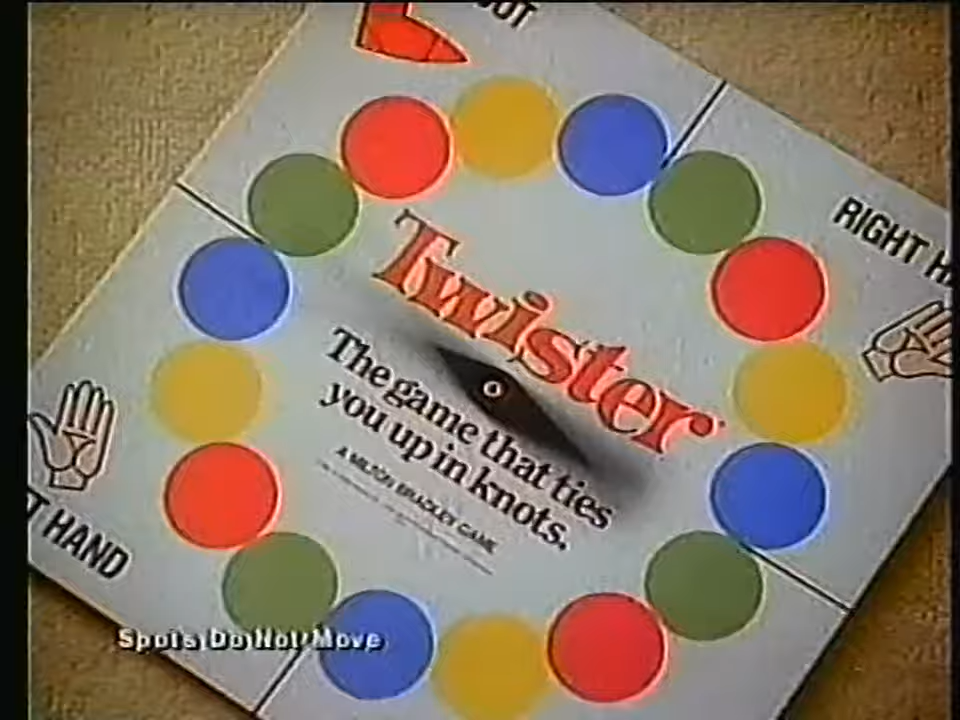 OOT
RIGHT HA
Twister
The game that ties
you up in knots.
A MILTON BRADLEY GAME
T HAND
Spots Do Not Move